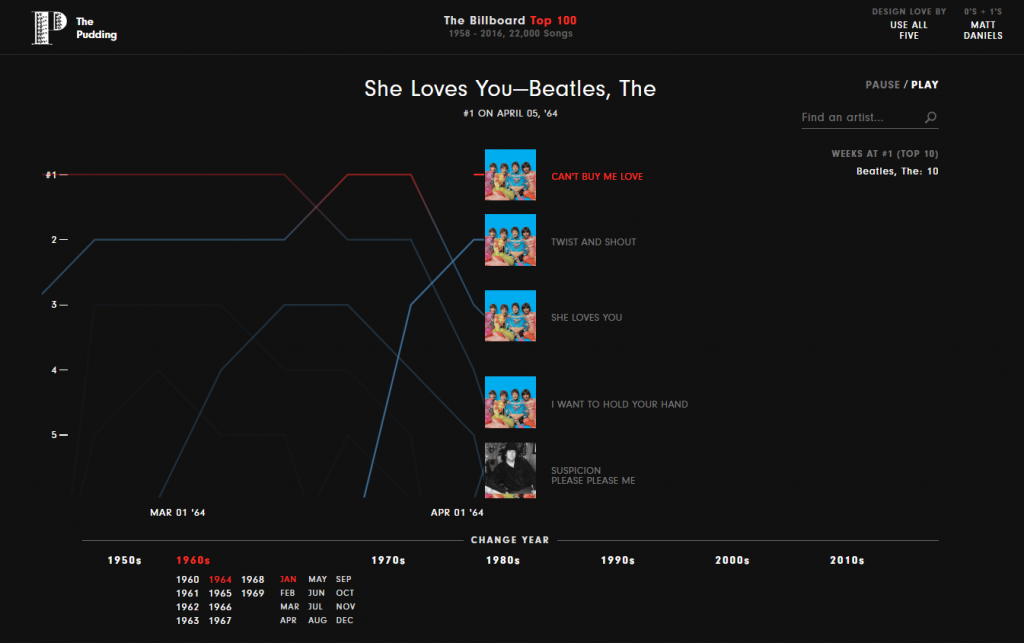 The
Pudding
The Billboard Top 100
1958 - 2016, 22,000 Songs
DESIGN LOVE BY
USE ALL
FIVE
0'S + 1'S
MATT
DANIELS
She Loves You—Beatles, The
#1 ON APRIL 05, '64
PAUSE / PLAY
Find an artist...
WEEKS AT #1 (TOP 10)
Beatles, The: 10
#1
CAN'T BUY ME LOVE
2
TWIST AND SHOUT
3
SHE LOVES YOU
4
I WANT TO HOLD YOUR HAND
5
SUSPICION
PLEASE PLEASE ME
MAR 01 '64
APR 01 '64
CHANGE YEAR
1950s 1960s 1970s 1980s 1990s 2000s 2010s
1960 1964 1968 JAN MAY SEP
1961 1965 1969 FEB JUN OCT
1962 1966 MAR JUL NOV
1963 1967 APR AUG DEC